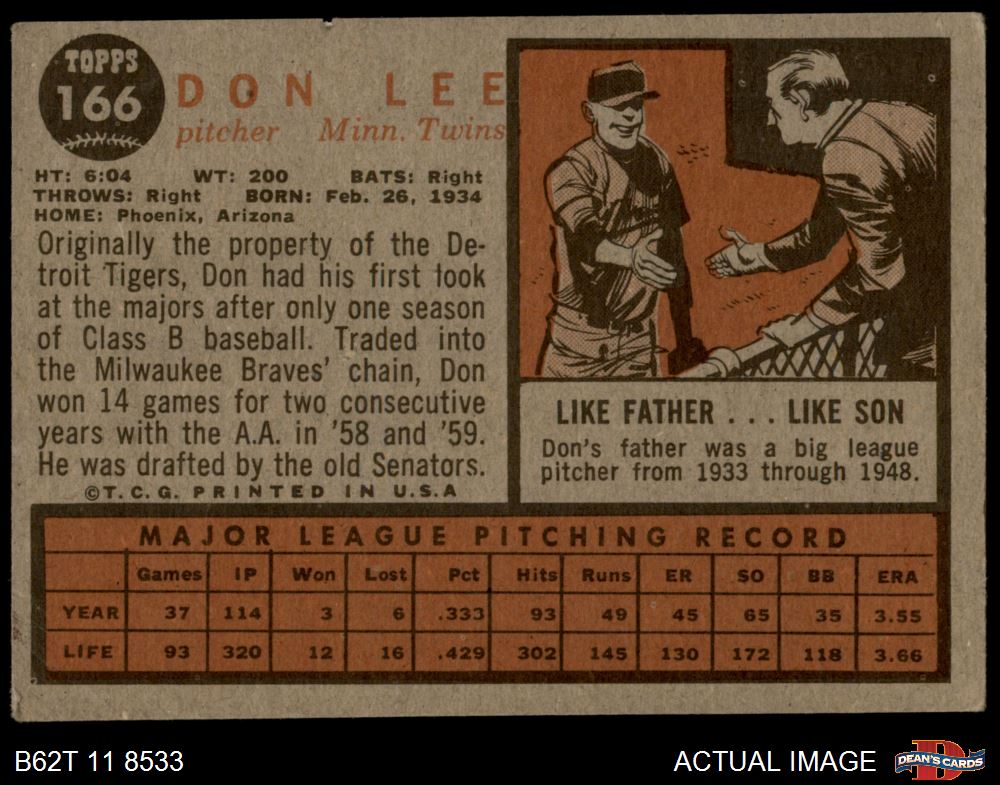 TOPPS
166
DON LEE
pitcher Minn. Twins
HT: 6:04 WT: 200 BATS: Right
THROWS: Right BORN: Feb. 26, 1934
HOME: Phoenix, Arizona
Originally the property of the De-
troit Tigers, Don had his first look
at the majors after only one season
of Class B baseball. Traded into
the Milwaukee Braves' chain, Don
won 14 games for two consecutive
years with the A.A. in '58 and '59.
He was drafted by the old Senators.
©T.C.G. PRINTED IN U.S.A
LIKE FATHER . . . LIKE SON
Don's father was a big league
pitcher from 1933 through 1948.
MAJOR LEAGUE PITCHING RECORD
Games IP Won Lost Pct Hits Runs ER SO BB ERA
YEAR 37 114 3 6 .333 93 49 45 65 35 3.55
LIFE 93 320 12 16 .429 302 145 130 172 118 3.66
B62T 11 8533 ACTUAL IMAGE DEAN'S CARDS